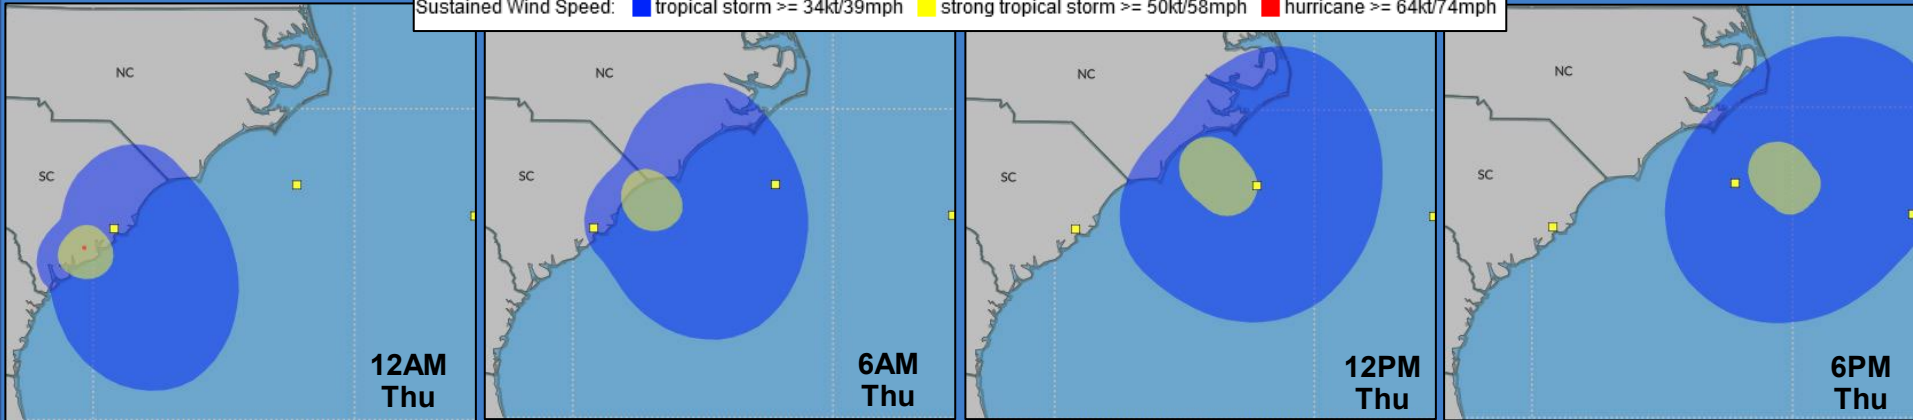 Sustained Wind Speed: tropical storm >= 34kt/39mph strong tropical storm >= 50kt/58mph hurricane >= 64kt/74mph
NC
SC
12AM
Thu
NC
SC
6AM
Thu
NC
SC
12PM
Thu
NC
SC
6PM
Thu